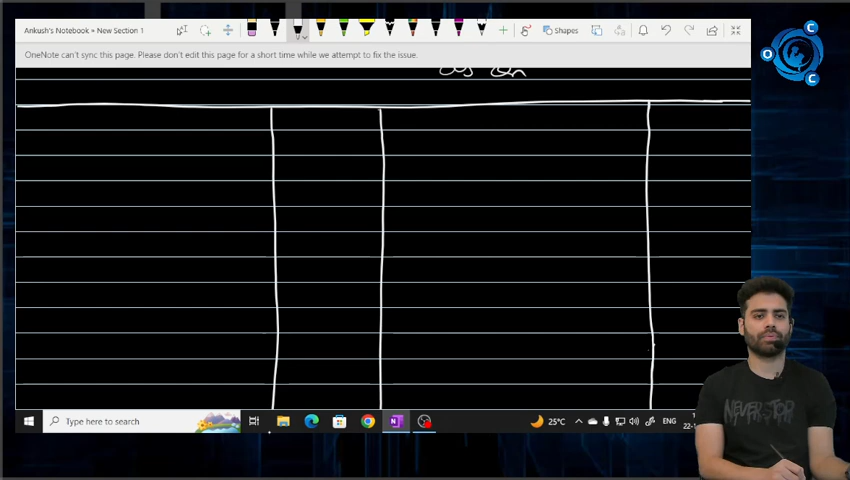 Ankush's Notebook » New Section 1
Shapes
OneNote can't sync this page. Please don't edit this page for a short time while we attempt to fix the issue.
O
C
C
NEVER STOP
Type here to search
25°C
ENG